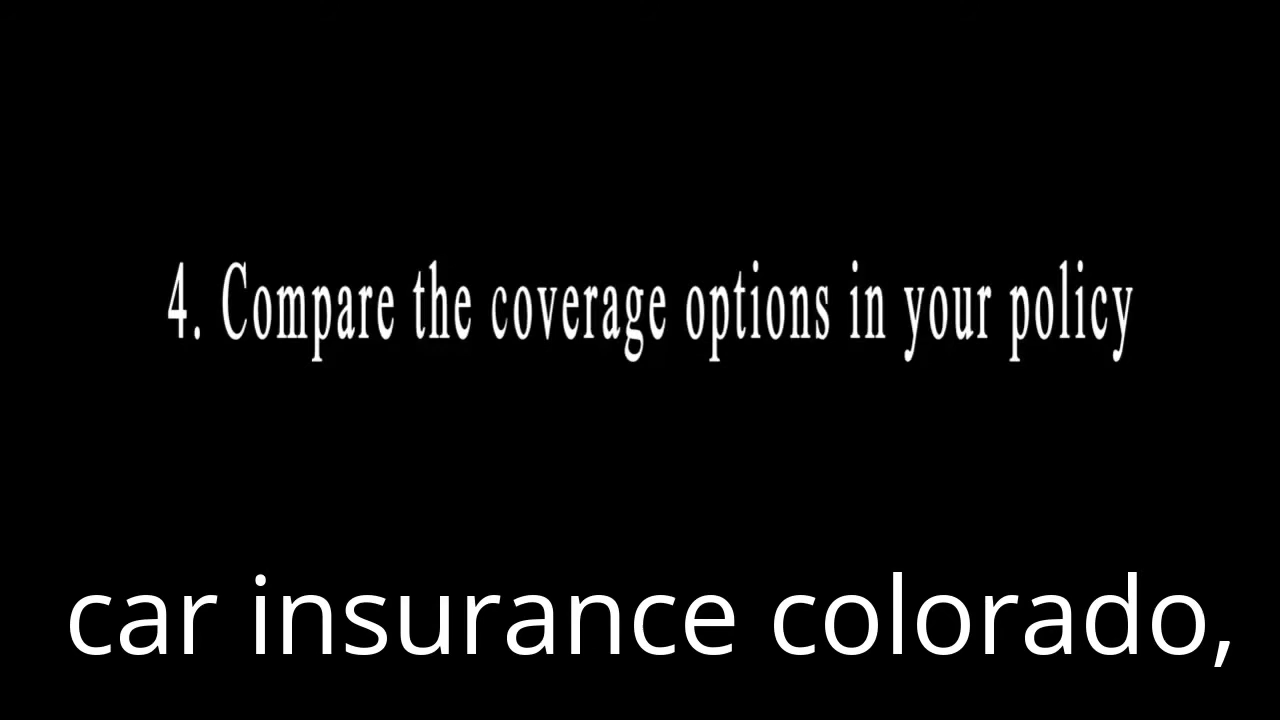 4. Compare the coverage options in your policy
car insurance colorado,